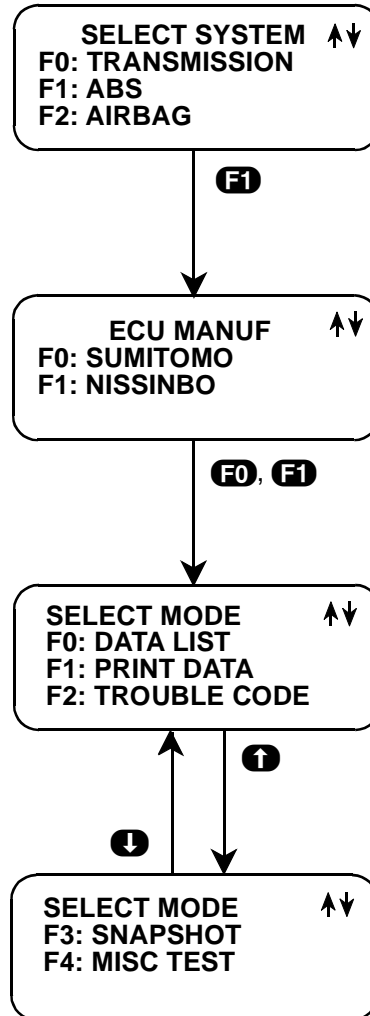 SELECT SYSTEM
F0: TRANSMISSION
F1: ABS
F2: AIRBAG
F1
ECU MANUF
F0: SUMITOMO
F1: NISSINBO
F0, F1
SELECT MODE
F0: DATA LIST
F1: PRINT DATA
F2: TROUBLE CODE
SELECT MODE
F3: SNAPSHOT
F4: MISC TEST